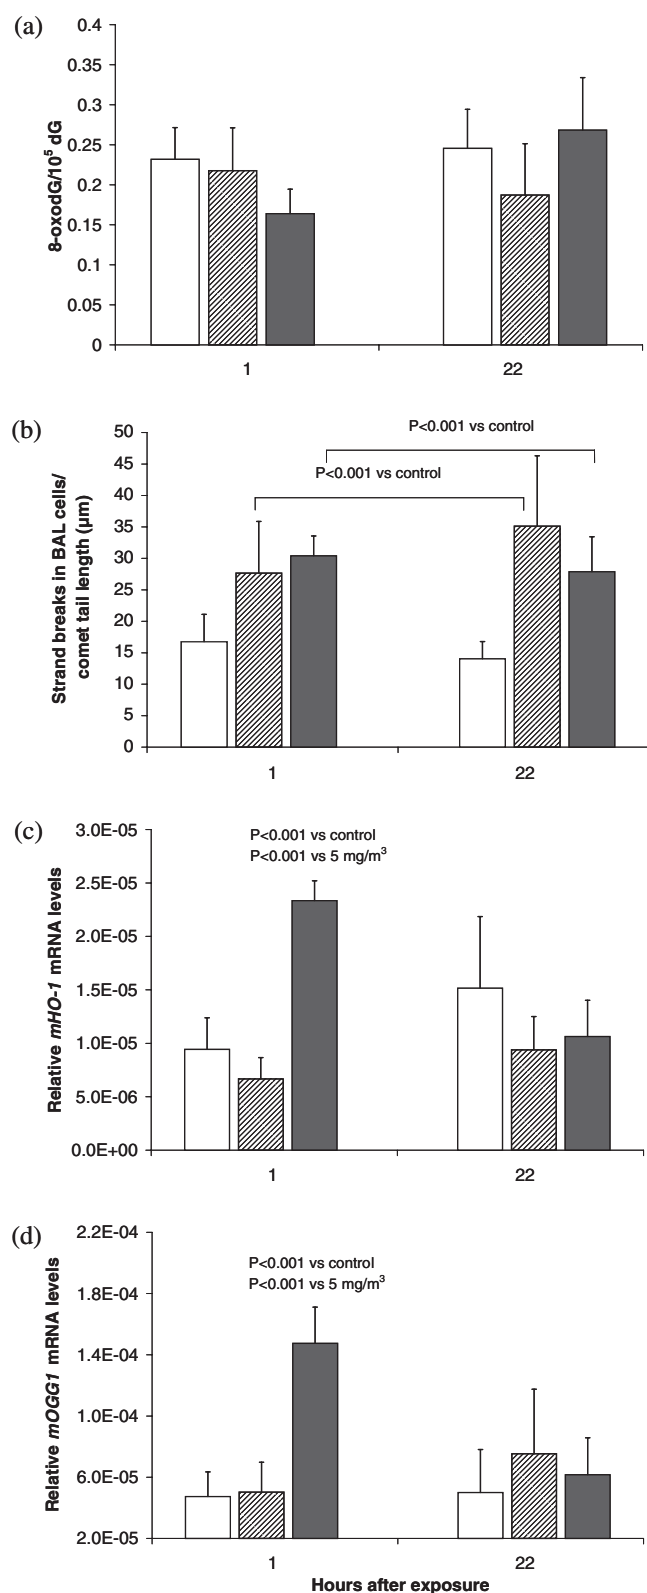 (a)
0.4
0.35
0.3
0.25
0.2
0.15
0.1
0.05
0
8-oxodG/10⁵ dG
1
22
(b)
50
45
40
35
30
25
20
15
10
5
0
Strand breaks in BAL cells/
comet tail length (µm)
P<0.001 vs control
P<0.001 vs control
1
22
(c)
3.0E-05
2.5E-05
2.0E-05
1.5E-05
1.0E-05
5.0E-06
0.0E+00
Relative mHO-1 mRNA levels
P<0.001 vs control
P<0.001 vs 5 mg/m³
1
22
(d)
2.2E-04
1.8E-04
1.4E-04
1.0E-04
6.0E-05
2.0E-05
Relative mOGG1 mRNA levels
P<0.001 vs control
P<0.001 vs 5 mg/m³
1
22
Hours after exposure